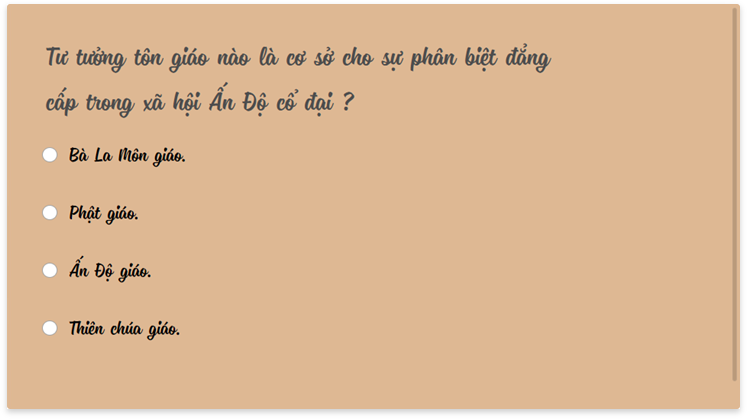 Tư tưởng tôn giáo nào là cơ sở cho sự phân biệt đẳng
cấp trong xã hội Ấn Độ cổ đại ?
Bà La Môn giáo.
Phật giáo.
Ấn Độ giáo.
Thiên chúa giáo.